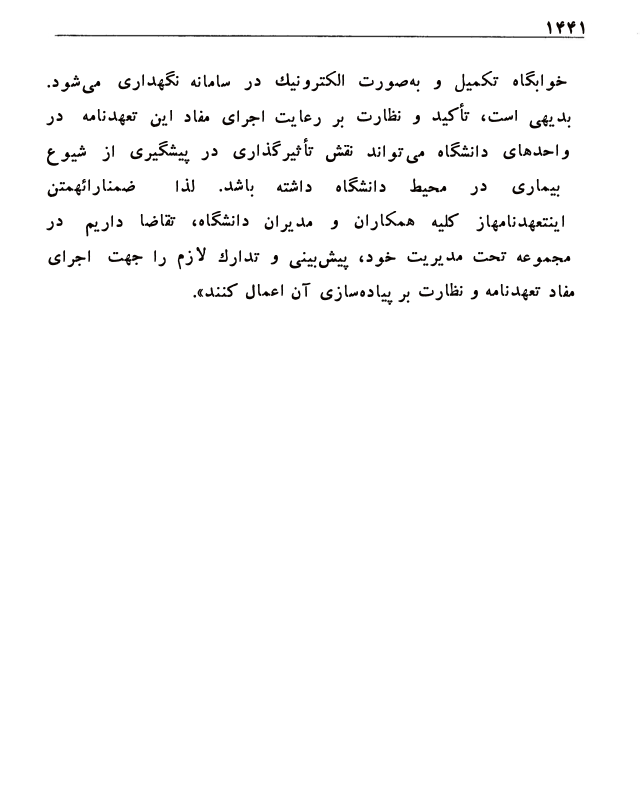 ۱۴۴۱
خوابگاه تکمیل و به‌صورت الکترونیك در سامانه نگهداری می‌شود.
بدیهی است، تأکید و نظارت بر رعایت اجرای مفاد این تعهدنامه در
واحدهای دانشگاه می‌تواند نقش تأثیرگذاری در پیشگیری از شیوع
بیماری در محیط دانشگاه داشته باشد. لذا ضمنارائهمتن
اینتعهدنامهاز کلیه همکاران و مدیران دانشگاه، تقاضا داریم در
مجموعه تحت مدیریت خود، پیش‌بینی و تدارك لازم را جهت اجرای
مفاد تعهدنامه و نظارت بر پیاده‌سازی آن اعمال کنند».